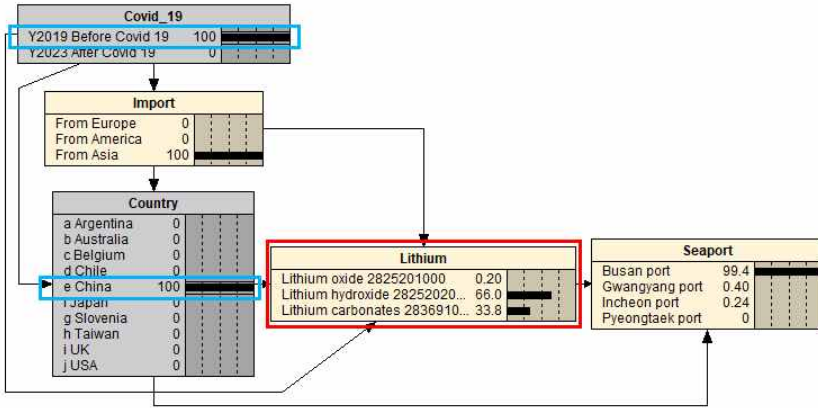 Covid_19
Y2019 Before Covid 19 100
Y2023 After Covid 19 0
Import
From Europe 0
From America 0
From Asia 100
Country
a Argentina 0
b Australia 0
c Belgium 0
d Chile 0
e China 100
f Japan 0
g Slovenia 0
h Taiwan 0
i UK 0
j USA 0
Lithium
Lithium oxide 2825201000 0.20
Lithium hydroxide 28252020... 66.0
Lithium carbonates 2836910... 33.8
Seaport
Busan port 99.4
Gwangyang port 0.40
Incheon port 0.24
Pyeongtaek port 0